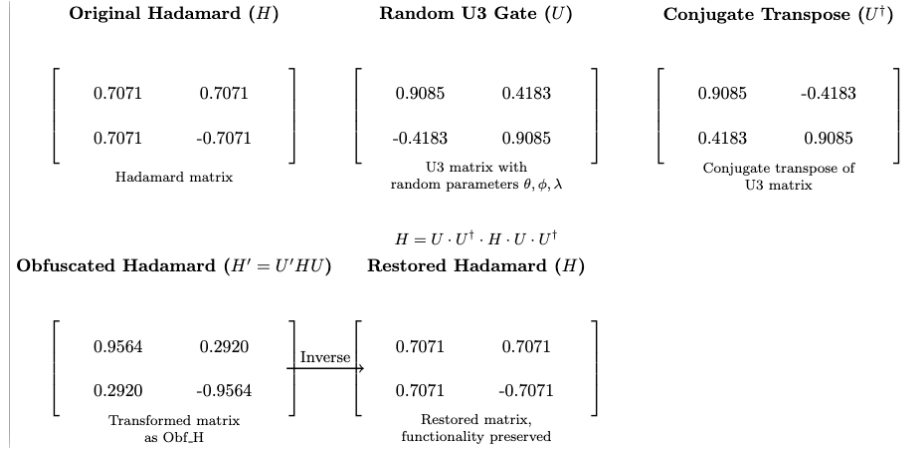 Original Hadamard (H)
Random U3 Gate (U)
Conjugate Transpose (U†)
0.7071 0.7071
0.7071 -0.7071
Hadamard matrix
0.9085 0.4183
-0.4183 0.9085
U3 matrix with
random parameters θ, ϕ, λ
0.9085 -0.4183
0.4183 0.9085
Conjugate transpose of
U3 matrix
H = U · U† · H · U · U†
Obfuscated Hadamard (H′ = U′HU)
Restored Hadamard (H)
0.9564 0.2920
0.2920 -0.9564
Transformed matrix
as Obf_H
Inverse
0.7071 0.7071
0.7071 -0.7071
Restored matrix,
functionality preserved